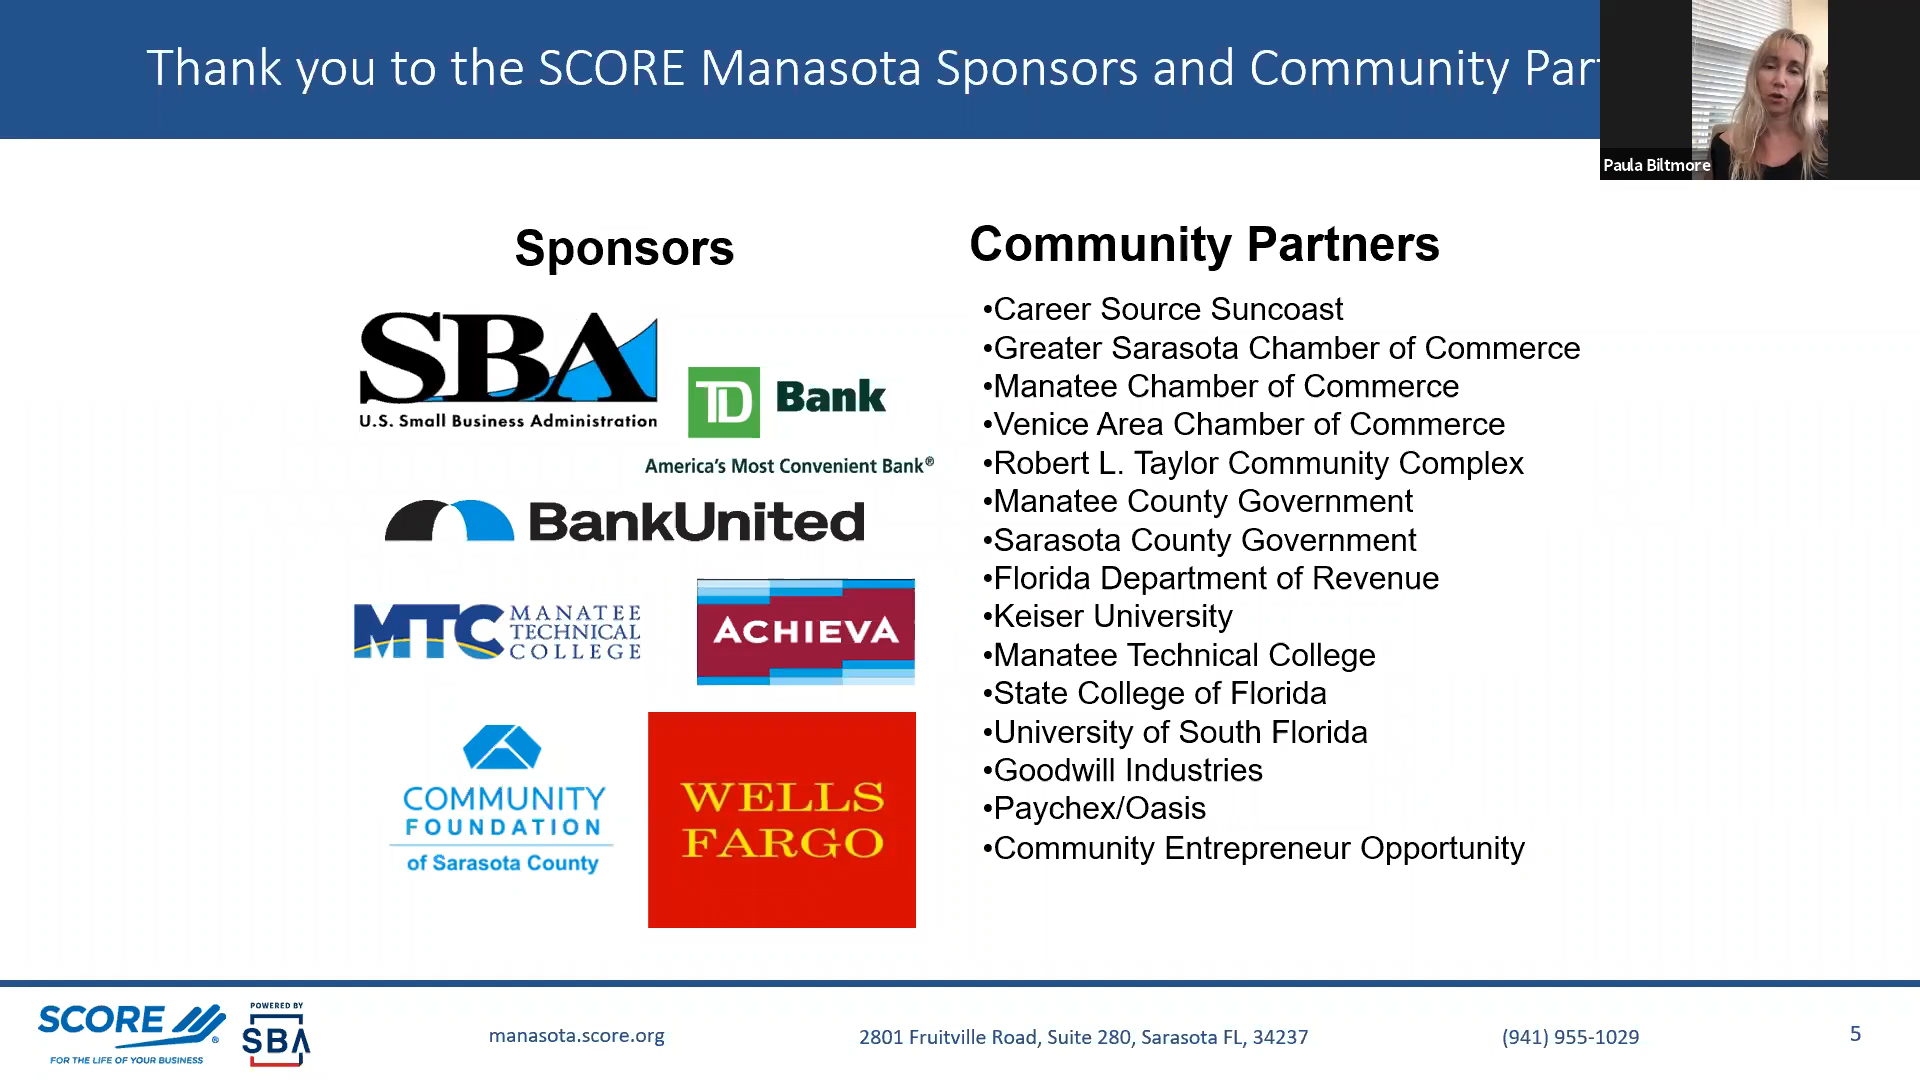 Thank you to the SCORE Manasota Sponsors and Community Part
Paula Biltmore
Sponsors
SBA
U.S. Small Business Administration
TD Bank
America's Most Convenient Bank®
BankUnited
MTC MANATEE
TECHNICAL
COLLEGE
ACHIEVA
COMMUNITY
FOUNDATION
of Sarasota County
WELLS
FARGO
Community Partners
•Career Source Suncoast
•Greater Sarasota Chamber of Commerce
•Manatee Chamber of Commerce
•Venice Area Chamber of Commerce
•Robert L. Taylor Community Complex
•Manatee County Government
•Sarasota County Government
•Florida Department of Revenue
•Keiser University
•Manatee Technical College
•State College of Florida
•University of South Florida
•Goodwill Industries
•Paychex/Oasis
•Community Entrepreneur Opportunity
SCORE®
FOR THE LIFE OF YOUR BUSINESS
POWERED BY
SBA
manasota.score.org
2801 Fruitville Road, Suite 280, Sarasota FL, 34237
(941) 955-1029
5